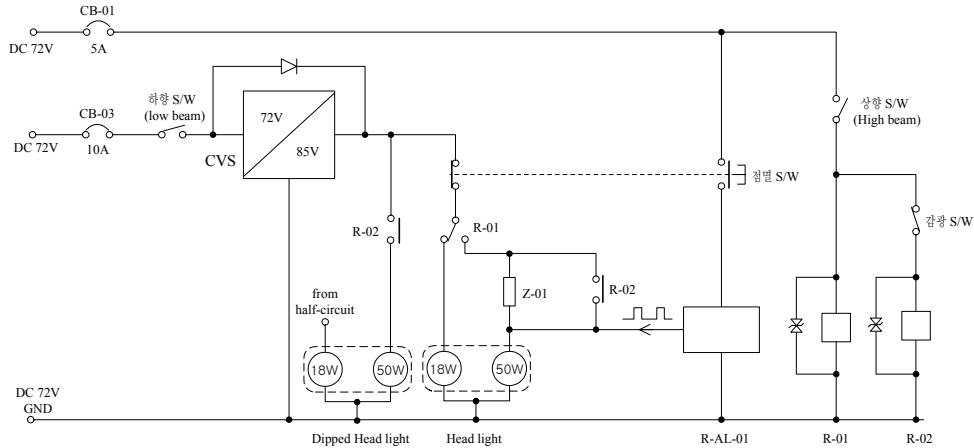 CB-01
DC 72V
5A
CB-03
하향 S/W
(low beam)
DC 72V
10A
72V
85V
CVS
상향 S/W
(High beam)
점멸 S/W
감광 S/W
R-02
R-01
Z-01
R-02
from
half-circuit
18W
50W
18W
50W
DC 72V
GND
Dipped Head light
Head light
R-AL-01
R-01
R-02